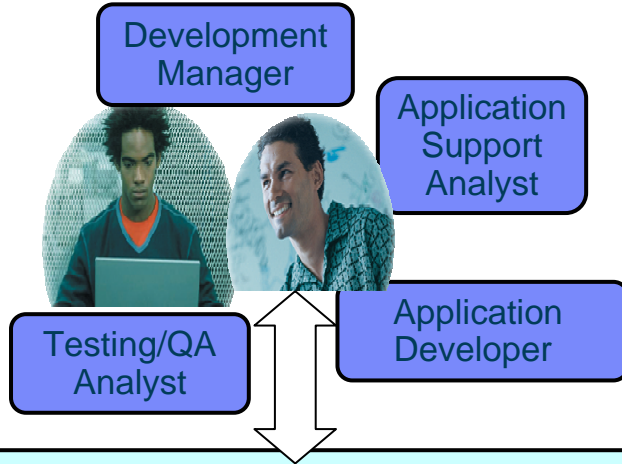 Development
Manager
Application
Support
Analyst
Application
Developer
Testing/QA
Analyst